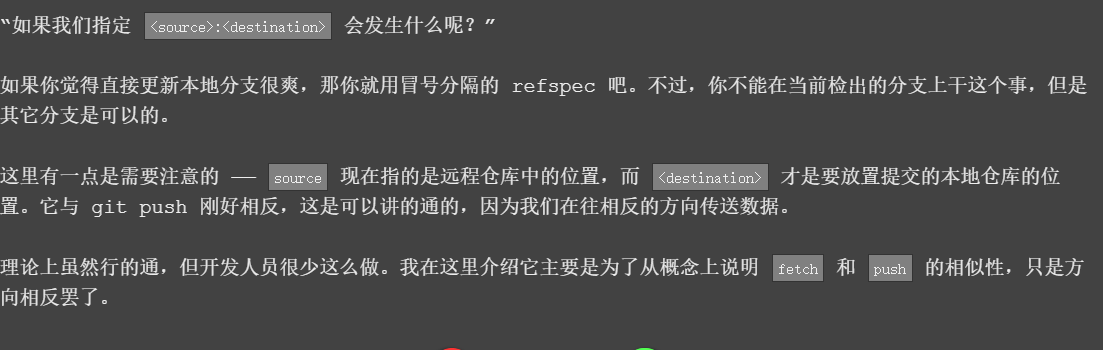 “如果我们指定 <source>:<destination> 会发生什么呢？”
如果你觉得直接更新本地分支很爽，那你就用冒号分隔的 refspec 吧。不过，你不能在当前检出的分支上干这个事，但是
其它分支是可以的。
这里有一点是需要注意的 —— source 现在指的是远程仓库中的位置，而 <destination> 才是要放置提交的本地仓库的位
置。它与 git push 刚好相反，这是可以讲的通的，因为我们在往相反的方向传送数据。
理论上虽然行的通，但开发人员很少这么做。我在这里介绍它主要是为了从概念上说明 fetch 和 push 的相似性，只是方
向相反罢了。